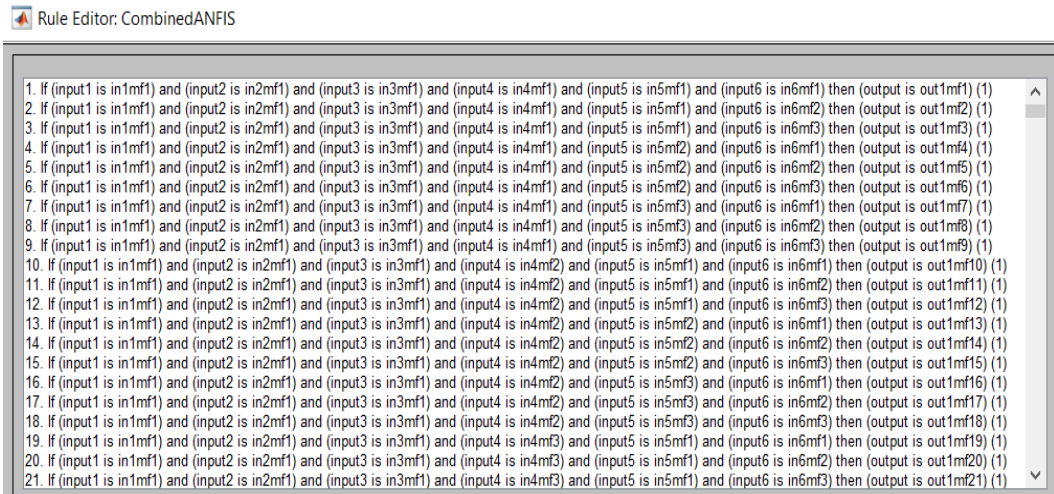 Rule Editor: CombinedANFIS
1. If (input1 is in1mf1) and (input2 is in2mf1) and (input3 is in3mf1) and (input4 is in4mf1) and (input5 is in5mf1) and (input6 is in6mf1) then (output is out1mf1) (1)
2. If (input1 is in1mf1) and (input2 is in2mf1) and (input3 is in3mf1) and (input4 is in4mf1) and (input5 is in5mf1) and (input6 is in6mf2) then (output is out1mf2) (1)
3. If (input1 is in1mf1) and (input2 is in2mf1) and (input3 is in3mf1) and (input4 is in4mf1) and (input5 is in5mf1) and (input6 is in6mf3) then (output is out1mf3) (1)
4. If (input1 is in1mf1) and (input2 is in2mf1) and (input3 is in3mf1) and (input4 is in4mf1) and (input5 is in5mf2) and (input6 is in6mf1) then (output is out1mf4) (1)
5. If (input1 is in1mf1) and (input2 is in2mf1) and (input3 is in3mf1) and (input4 is in4mf1) and (input5 is in5mf2) and (input6 is in6mf2) then (output is out1mf5) (1)
6. If (input1 is in1mf1) and (input2 is in2mf1) and (input3 is in3mf1) and (input4 is in4mf1) and (input5 is in5mf2) and (input6 is in6mf3) then (output is out1mf6) (1)
7. If (input1 is in1mf1) and (input2 is in2mf1) and (input3 is in3mf1) and (input4 is in4mf1) and (input5 is in5mf3) and (input6 is in6mf1) then (output is out1mf7) (1)
8. If (input1 is in1mf1) and (input2 is in2mf1) and (input3 is in3mf1) and (input4 is in4mf1) and (input5 is in5mf3) and (input6 is in6mf2) then (output is out1mf8) (1)
9. If (input1 is in1mf1) and (input2 is in2mf1) and (input3 is in3mf1) and (input4 is in4mf1) and (input5 is in5mf3) and (input6 is in6mf3) then (output is out1mf9) (1)
10. If (input1 is in1mf1) and (input2 is in2mf1) and (input3 is in3mf1) and (input4 is in4mf2) and (input5 is in5mf1) and (input6 is in6mf1) then (output is out1mf10) (1)
11. If (input1 is in1mf1) and (input2 is in2mf1) and (input3 is in3mf1) and (input4 is in4mf2) and (input5 is in5mf1) and (input6 is in6mf2) then (output is out1mf11) (1)
12. If (input1 is in1mf1) and (input2 is in2mf1) and (input3 is in3mf1) and (input4 is in4mf2) and (input5 is in5mf1) and (input6 is in6mf3) then (output is out1mf12) (1)
13. If (input1 is in1mf1) and (input2 is in2mf1) and (input3 is in3mf1) and (input4 is in4mf2) and (input5 is in5mf2) and (input6 is in6mf1) then (output is out1mf13) (1)
14. If (input1 is in1mf1) and (input2 is in2mf1) and (input3 is in3mf1) and (input4 is in4mf2) and (input5 is in5mf2) and (input6 is in6mf2) then (output is out1mf14) (1)
15. If (input1 is in1mf1) and (input2 is in2mf1) and (input3 is in3mf1) and (input4 is in4mf2) and (input5 is in5mf2) and (input6 is in6mf3) then (output is out1mf15) (1)
16. If (input1 is in1mf1) and (input2 is in2mf1) and (input3 is in3mf1) and (input4 is in4mf2) and (input5 is in5mf3) and (input6 is in6mf1) then (output is out1mf16) (1)
17. If (input1 is in1mf1) and (input2 is in2mf1) and (input3 is in3mf1) and (input4 is in4mf2) and (input5 is in5mf3) and (input6 is in6mf2) then (output is out1mf17) (1)
18. If (input1 is in1mf1) and (input2 is in2mf1) and (input3 is in3mf1) and (input4 is in4mf2) and (input5 is in5mf3) and (input6 is in6mf3) then (output is out1mf18) (1)
19. If (input1 is in1mf1) and (input2 is in2mf1) and (input3 is in3mf1) and (input4 is in4mf3) and (input5 is in5mf1) and (input6 is in6mf1) then (output is out1mf19) (1)
20. If (input1 is in1mf1) and (input2 is in2mf1) and (input3 is in3mf1) and (input4 is in4mf3) and (input5 is in5mf1) and (input6 is in6mf2) then (output is out1mf20) (1)
21. If (input1 is in1mf1) and (input2 is in2mf1) and (input3 is in3mf1) and (input4 is in4mf3) and (input5 is in5mf1) and (input6 is in6mf3) then (output is out1mf21) (1)